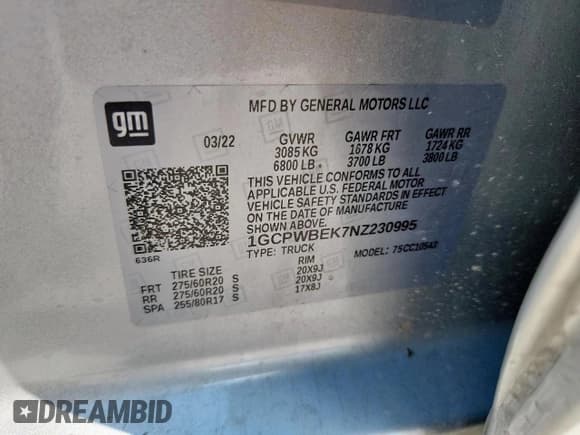 gm
MFD BY GENERAL MOTORS LLC
03/22 GVWR GAWR FRT GAWR RR
3085 KG 1678 KG 1724 KG
6800 LB 3700 LB 3800 LB
THIS VEHICLE CONFORMS TO ALL
APPLICABLE U.S. FEDERAL MOTOR
VEHICLE SAFETY STANDARDS IN EFFECT
ON THE DATE OF MANUFACTURE
SHOWN ABOVE.
1GCPWBEK7NZ230995
TYPE: TRUCK MODEL:
636R
TIRE SIZE RIM
FRT 275/60R20 S 20X9J
RR 275/60R20 S 20X9J
SPA 255/80R17 S 17X8J
DREAMBID